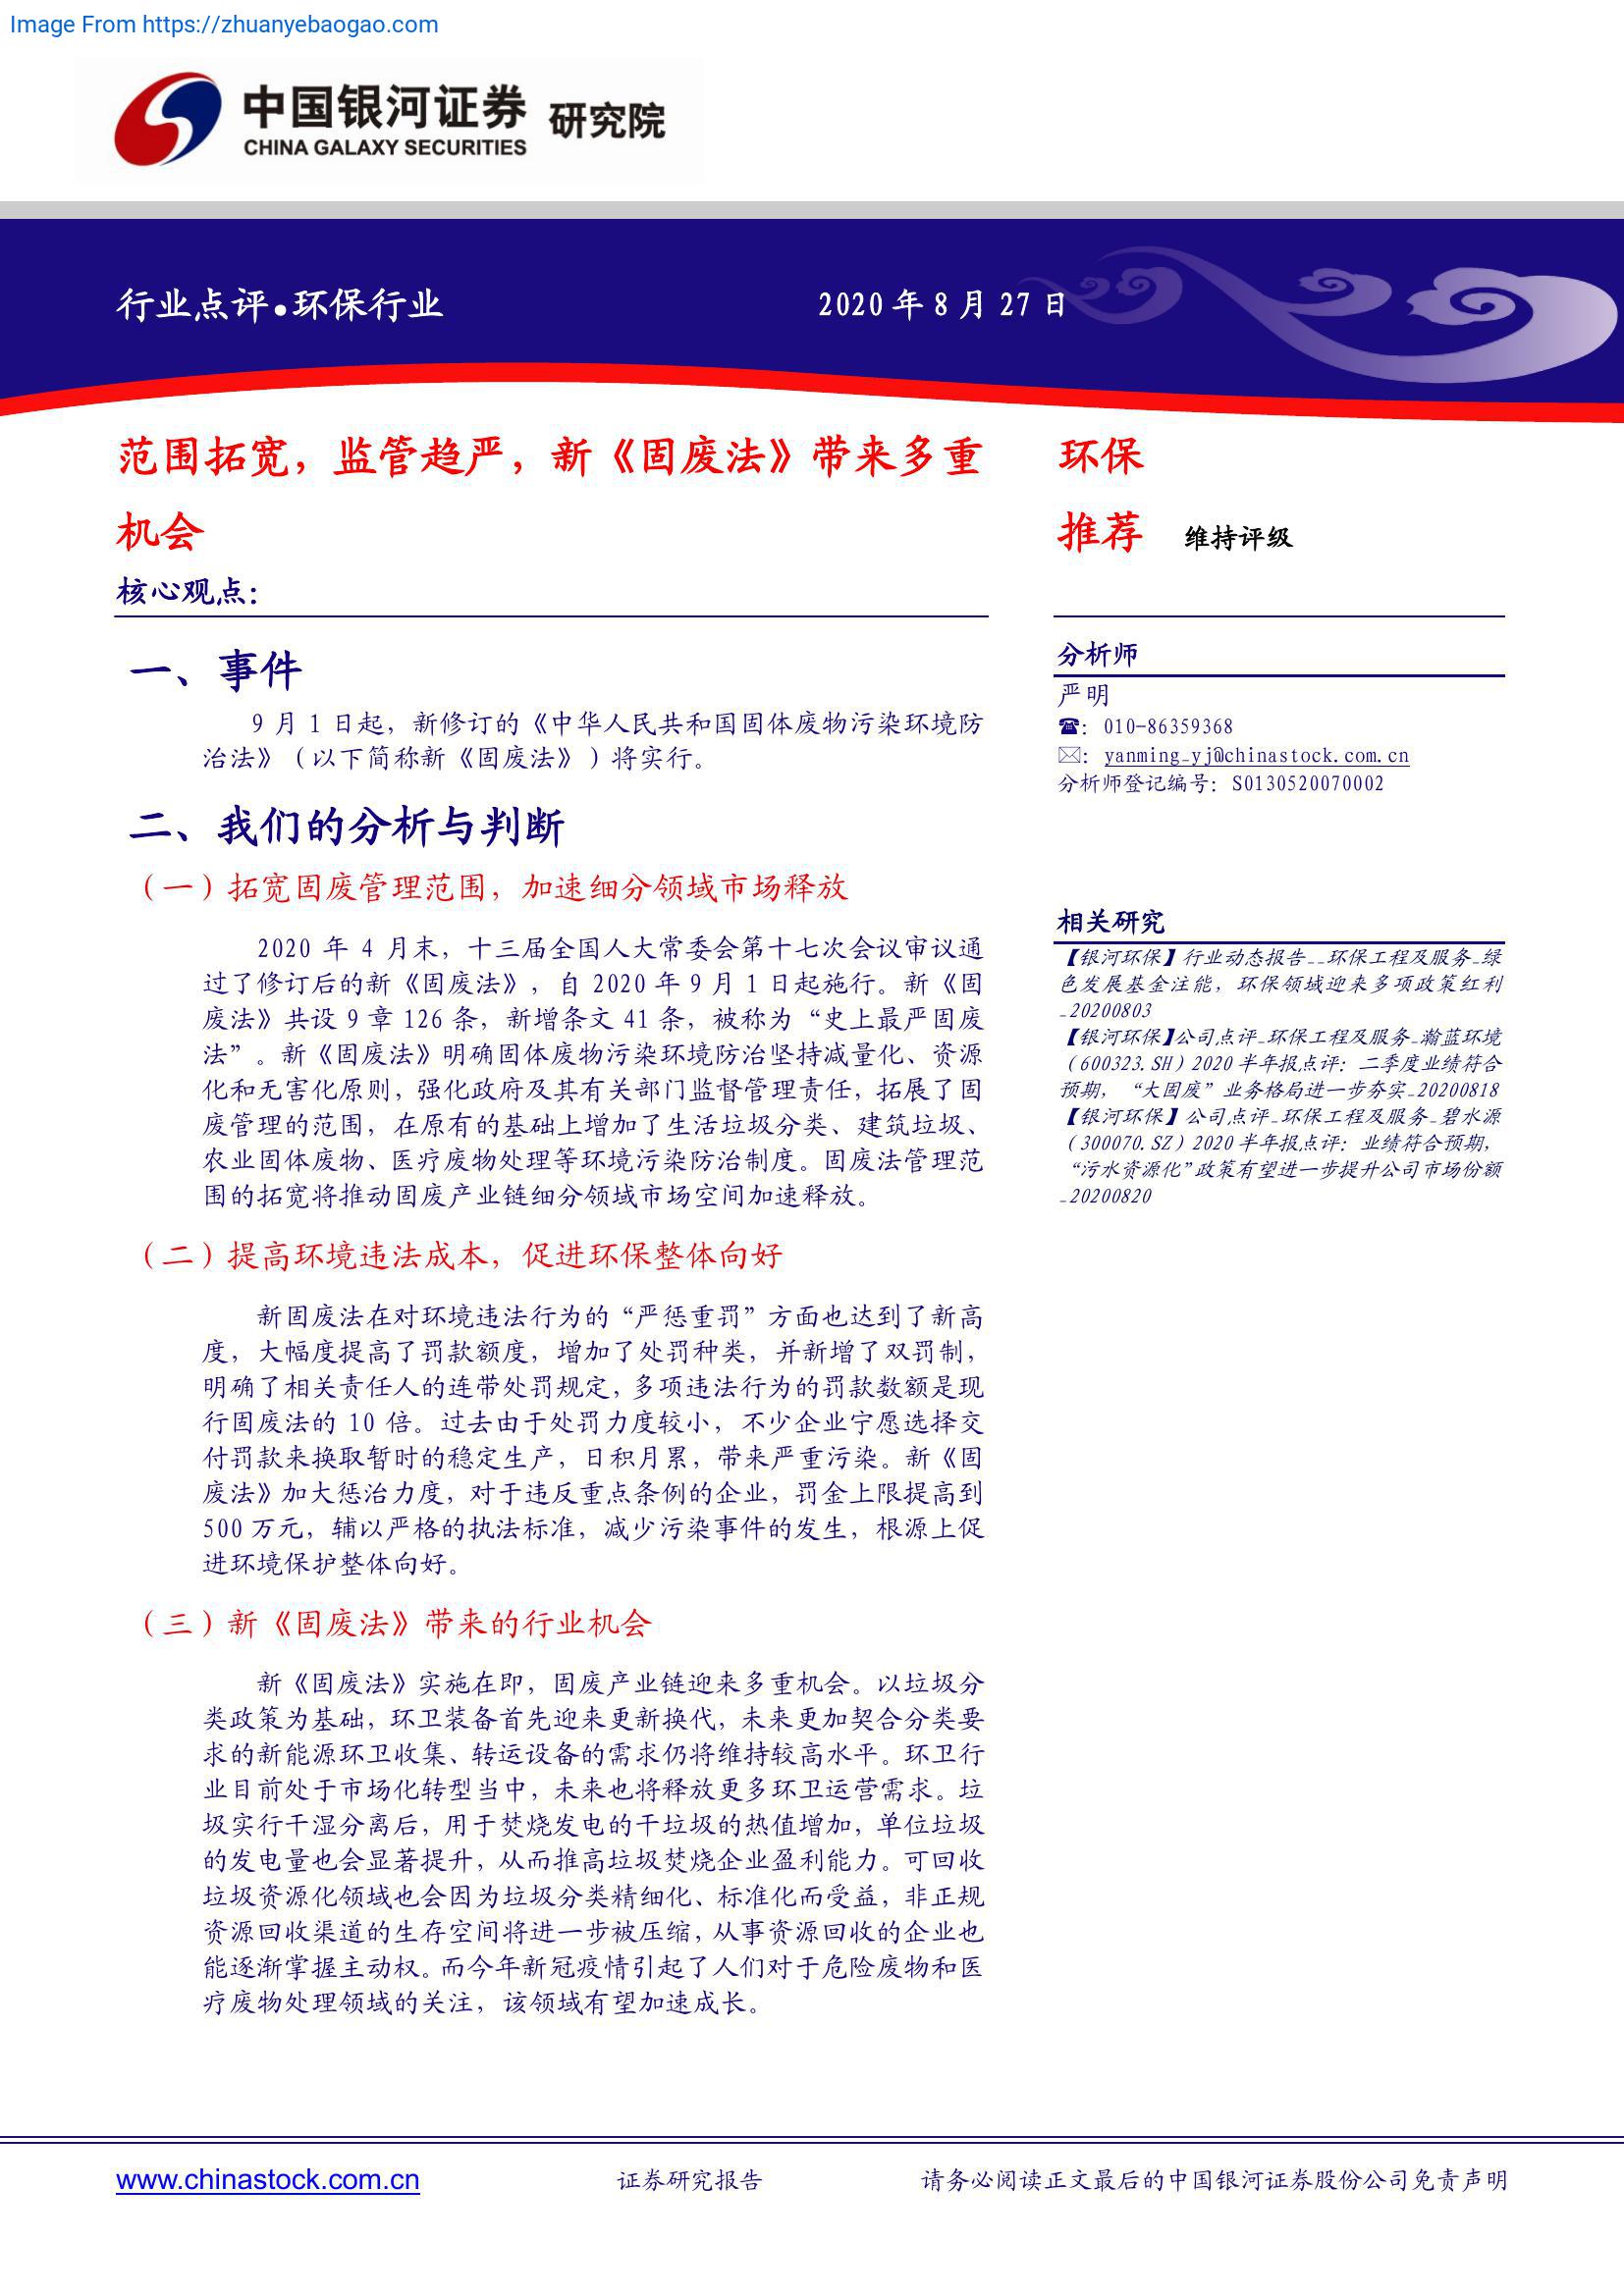 Image From https://zhuanyebaogao.com
中国银河证券 研究院
CHINA GALAXY SECURITIES
行业点评●环保行业
2020 年 8 月 27 日
范围拓宽，监管趋严，新《固废法》带来多重
机会
核心观点：
一、事件
9 月 1 日起，新修订的《中华人民共和国固体废物污染环境防
治法》（以下简称新《固废法》）将实行。
二、我们的分析与判断
（一）拓宽固废管理范围，加速细分领域市场释放
2020 年 4 月末，十三届全国人大常委会第十七次会议审议通
过了修订后的新《固废法》，自 2020 年 9 月 1 日起施行。新《固
废法》共设 9 章 126 条，新增条文 41 条，被称为“史上最严固废
法”。新《固废法》明确固体废物污染环境防治坚持减量化、资源
化和无害化原则，强化政府及其有关部门监督管理责任，拓展了固
废管理的范围，在原有的基础上增加了生活垃圾分类、建筑垃圾、
农业固体废物、医疗废物处理等环境污染防治制度。固废法管理范
围的拓宽将推动固废产业链细分领域市场空间加速释放。
（二）提高环境违法成本，促进环保整体向好
新固废法在对环境违法行为的“严惩重罚”方面也达到了新高
度，大幅度提高了罚款额度，增加了处罚种类，并新增了双罚制，
明确了相关责任人的连带处罚规定，多项违法行为的罚款数额是现
行固废法的 10 倍。过去由于处罚力度较小，不少企业宁愿选择交
付罚款来换取暂时的稳定生产，日积月累，带来严重污染。新《固
废法》加大惩治力度，对于违反重点条例的企业，罚金上限提高到
500 万元，辅以严格的执法标准，减少污染事件的发生，根源上促
进环境保护整体向好。
（三）新《固废法》带来的行业机会
新《固废法》实施在即，固废产业链迎来多重机会。以垃圾分
类政策为基础，环卫装备首先迎来更新换代，未来更加契合分类要
求的新能源环卫收集、转运设备的需求仍将维持较高水平。环卫行
业目前处于市场化转型当中，未来也将释放更多环卫运营需求。垃
圾实行干湿分离后，用于焚烧发电的干垃圾的热值增加，单位垃圾
的发电量也会显著提升，从而推高垃圾焚烧企业盈利能力。可回收
垃圾资源化领域也会因为垃圾分类精细化、标准化而受益，非正规
资源回收渠道的生存空间将进一步被压缩，从事资源回收的企业也
能逐渐掌握主动权。而今年新冠疫情引起了人们对于危险废物和医
疗废物处理领域的关注，该领域有望加速成长。
环保
推荐 维持评级
分析师
严明
☎：010-86359368
✉：yanming_yj@chinastock.com.cn
分析师登记编号：S0130520070002
相关研究
【银河环保】行业动态报告__环保工程及服务_绿
色发展基金注能，环保领域迎来多项政策红利
_20200803
【银河环保】公司点评_环保工程及服务_瀚蓝环境
（600323.SH）2020 半年报点评：二季度业绩符合
预期，“大固废”业务格局进一步夯实_20200818
【银河环保】公司点评_环保工程及服务_碧水源
（300070.SZ）2020 半年报点评：业绩符合预期，
“污水资源化”政策有望进一步提升公司市场份额
_20200820
www.chinastock.com.cn
证券研究报告
请务必阅读正文最后的中国银河证券股份公司免责声明